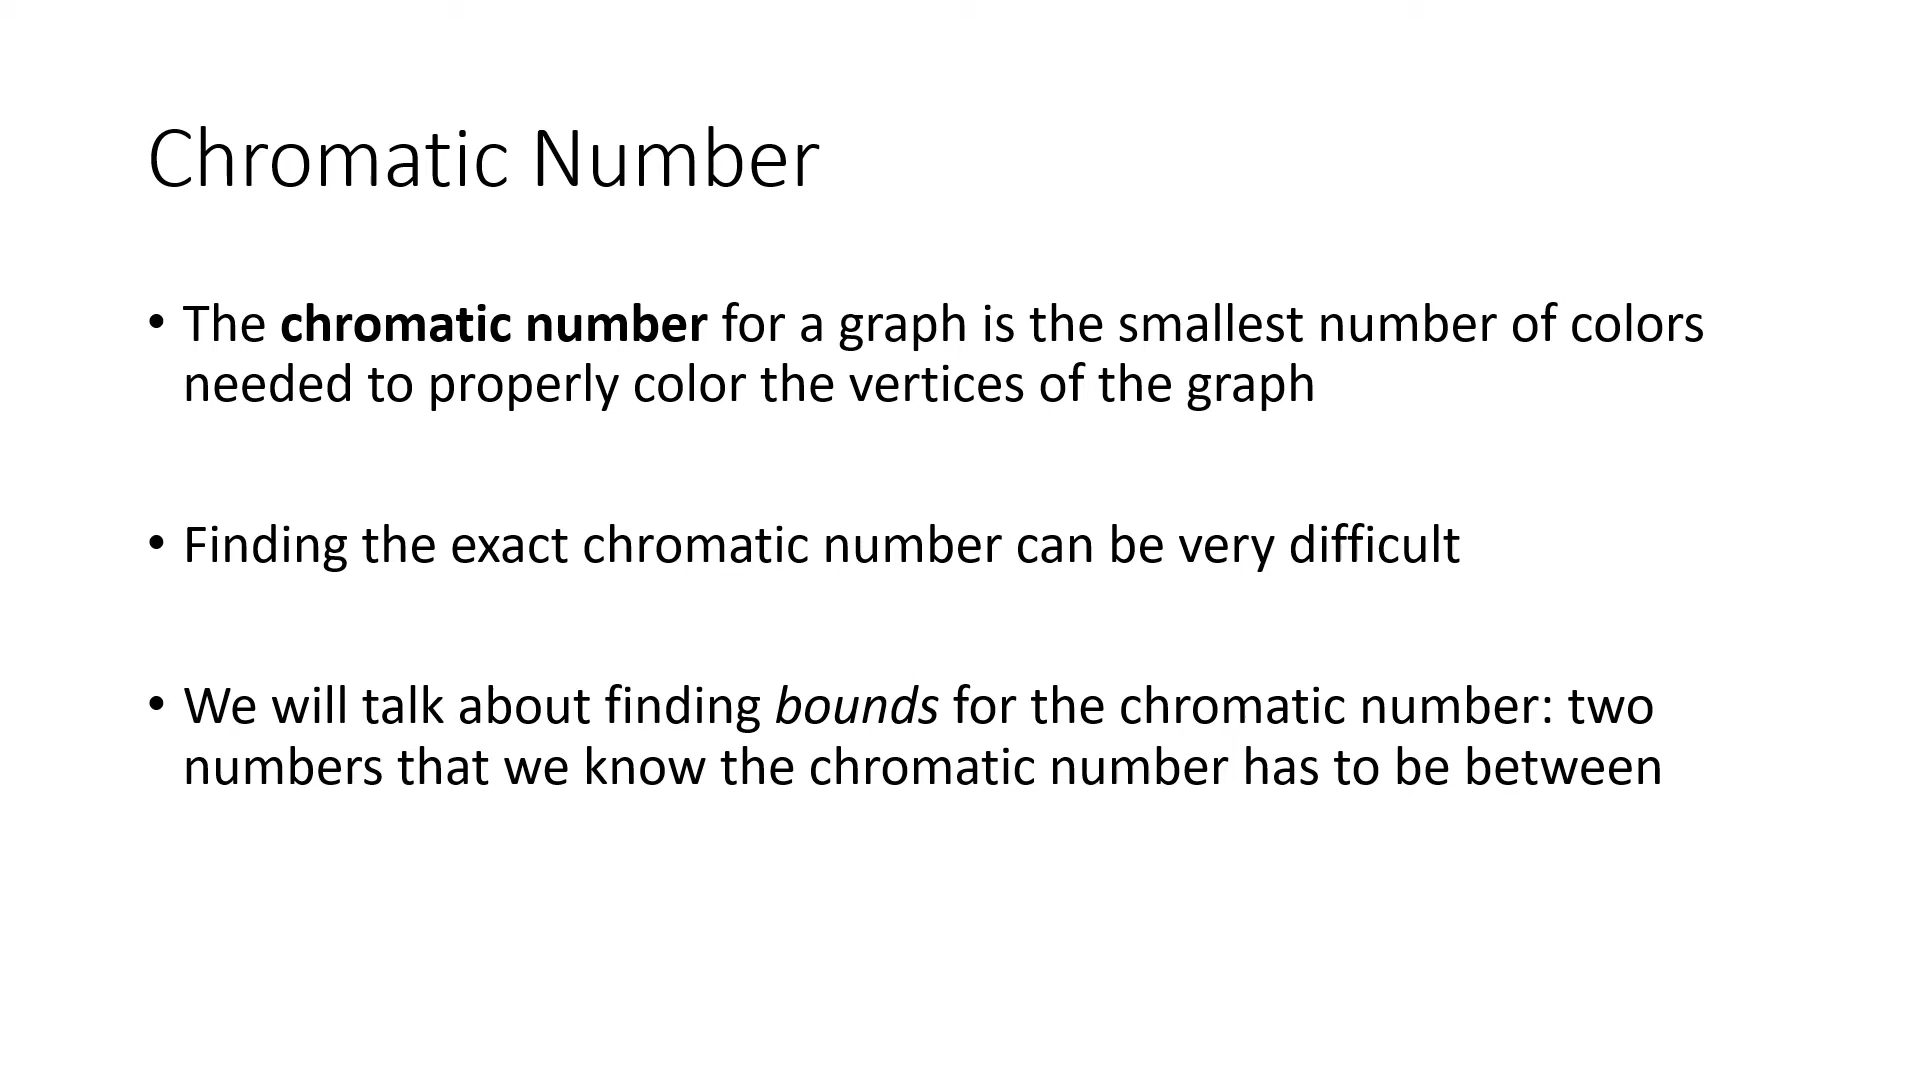 Chromatic Number
• The chromatic number for a graph is the smallest number of colors
needed to properly color the vertices of the graph
• Finding the exact chromatic number can be very difficult
• We will talk about finding bounds for the chromatic number: two
numbers that we know the chromatic number has to be between